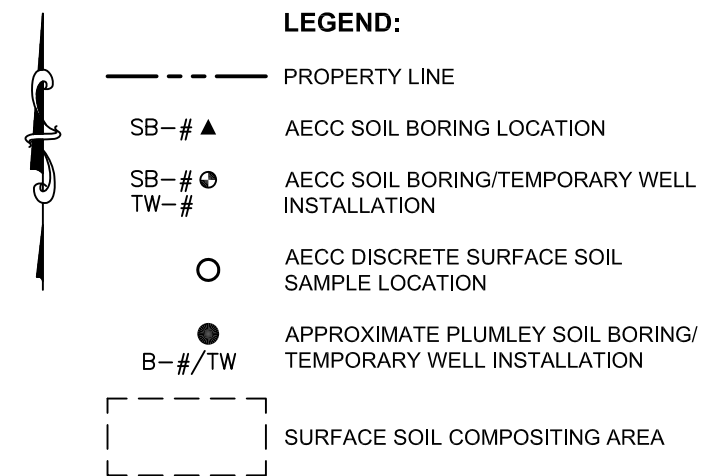 LEGEND:
PROPERTY LINE
SB-# ▲ AECC SOIL BORING LOCATION
SB-# AECC SOIL BORING/TEMPORARY WELL
TW-# INSTALLATION
AECC DISCRETE SURFACE SOIL
SAMPLE LOCATION
APPROXIMATE PLUMLEY SOIL BORING/
B-#/TW TEMPORARY WELL INSTALLATION
SURFACE SOIL COMPOSITING AREA